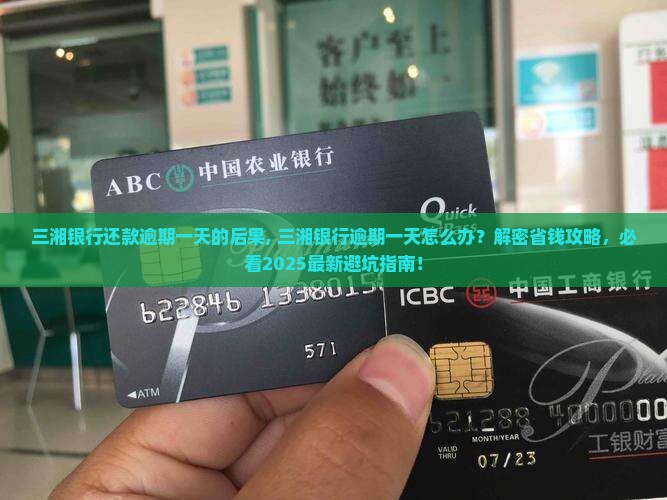 客户至上
始终如一
ABC 中国农业银行
Quick
Pass
三湘银行还款逾期一天的后果,三湘银行逾期一天怎么办？解密省钱攻略，必
看2025最新避坑指南！
622846 1338015
571
◀ATM
ICBC 中国工商银行
621288 4000000
MONTH/YEAR
VALID
THRU
07/23
工银财富